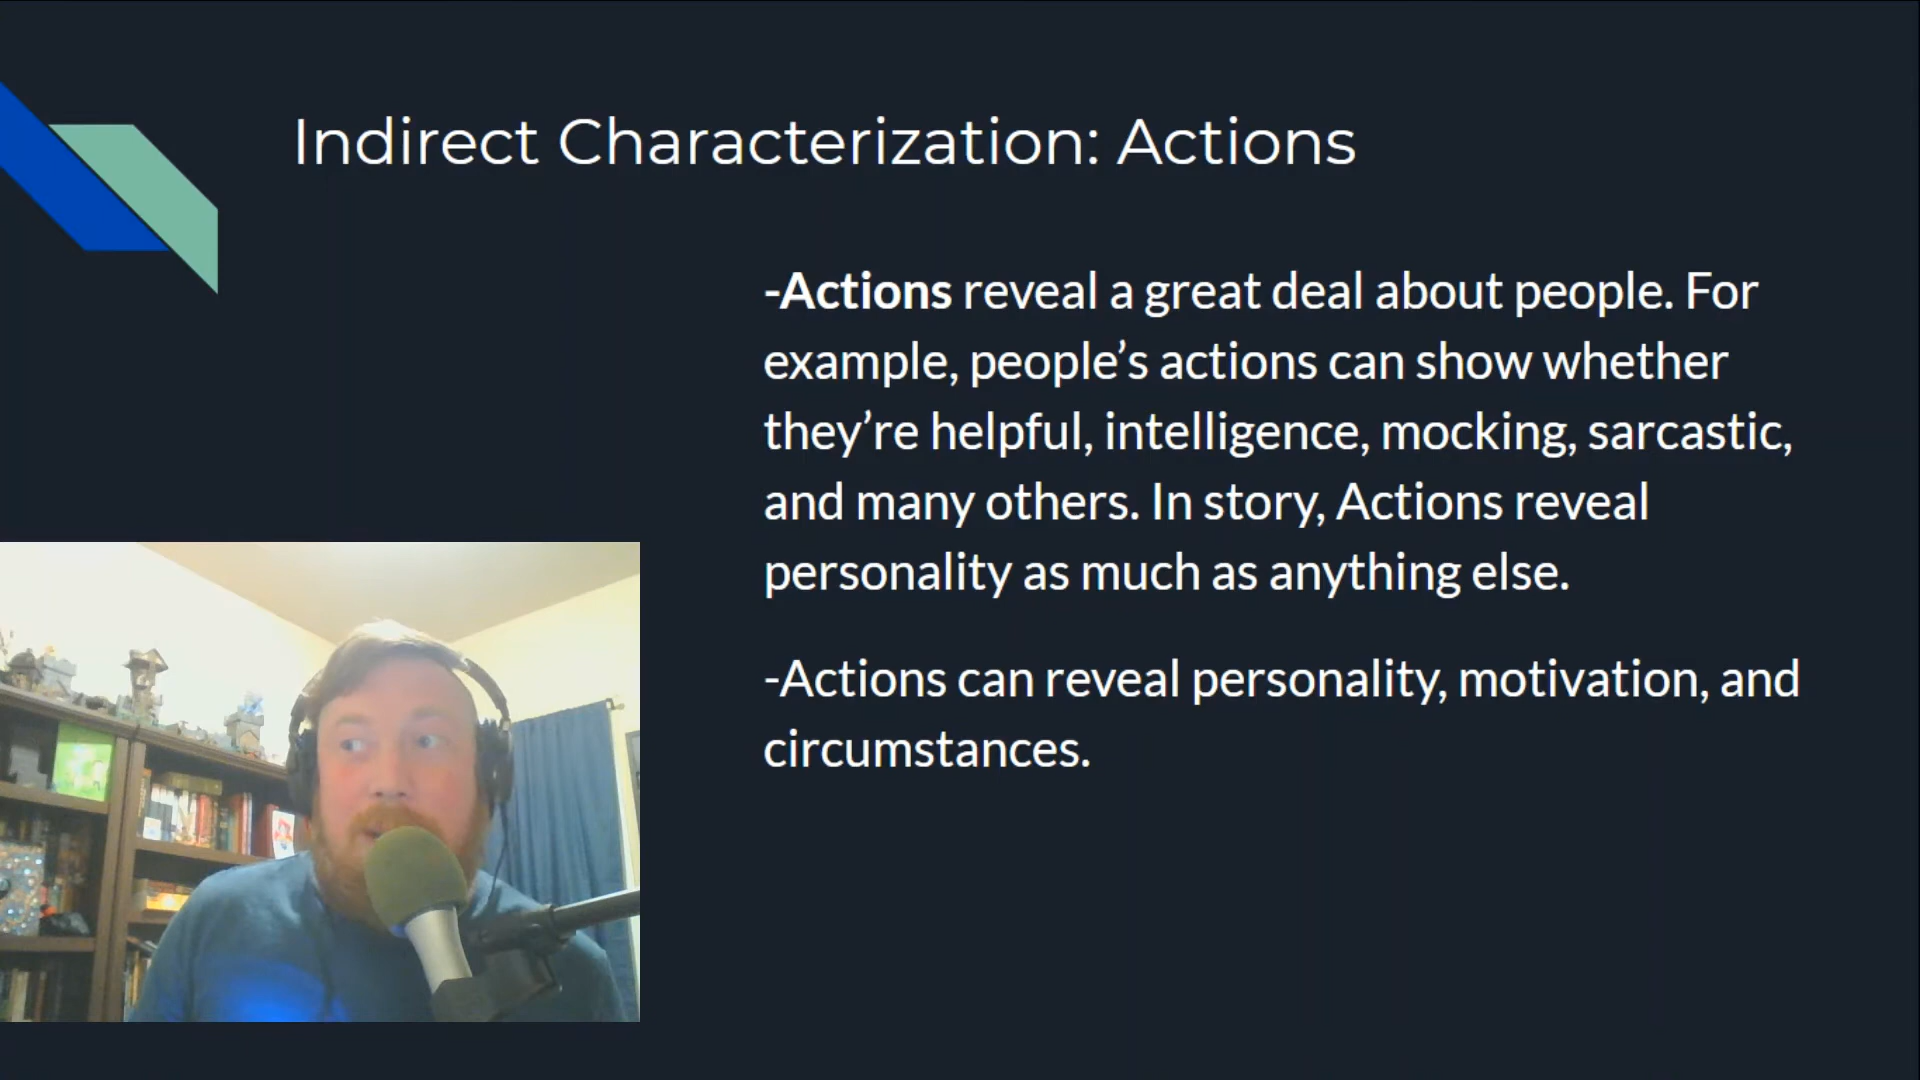 Indirect Characterization: Actions
-Actions reveal a great deal about people. For
example, people’s actions can show whether
they’re helpful, intelligence, mocking, sarcastic,
and many others. In story, Actions reveal
personality as much as anything else.
-Actions can reveal personality, motivation, and
circumstances.